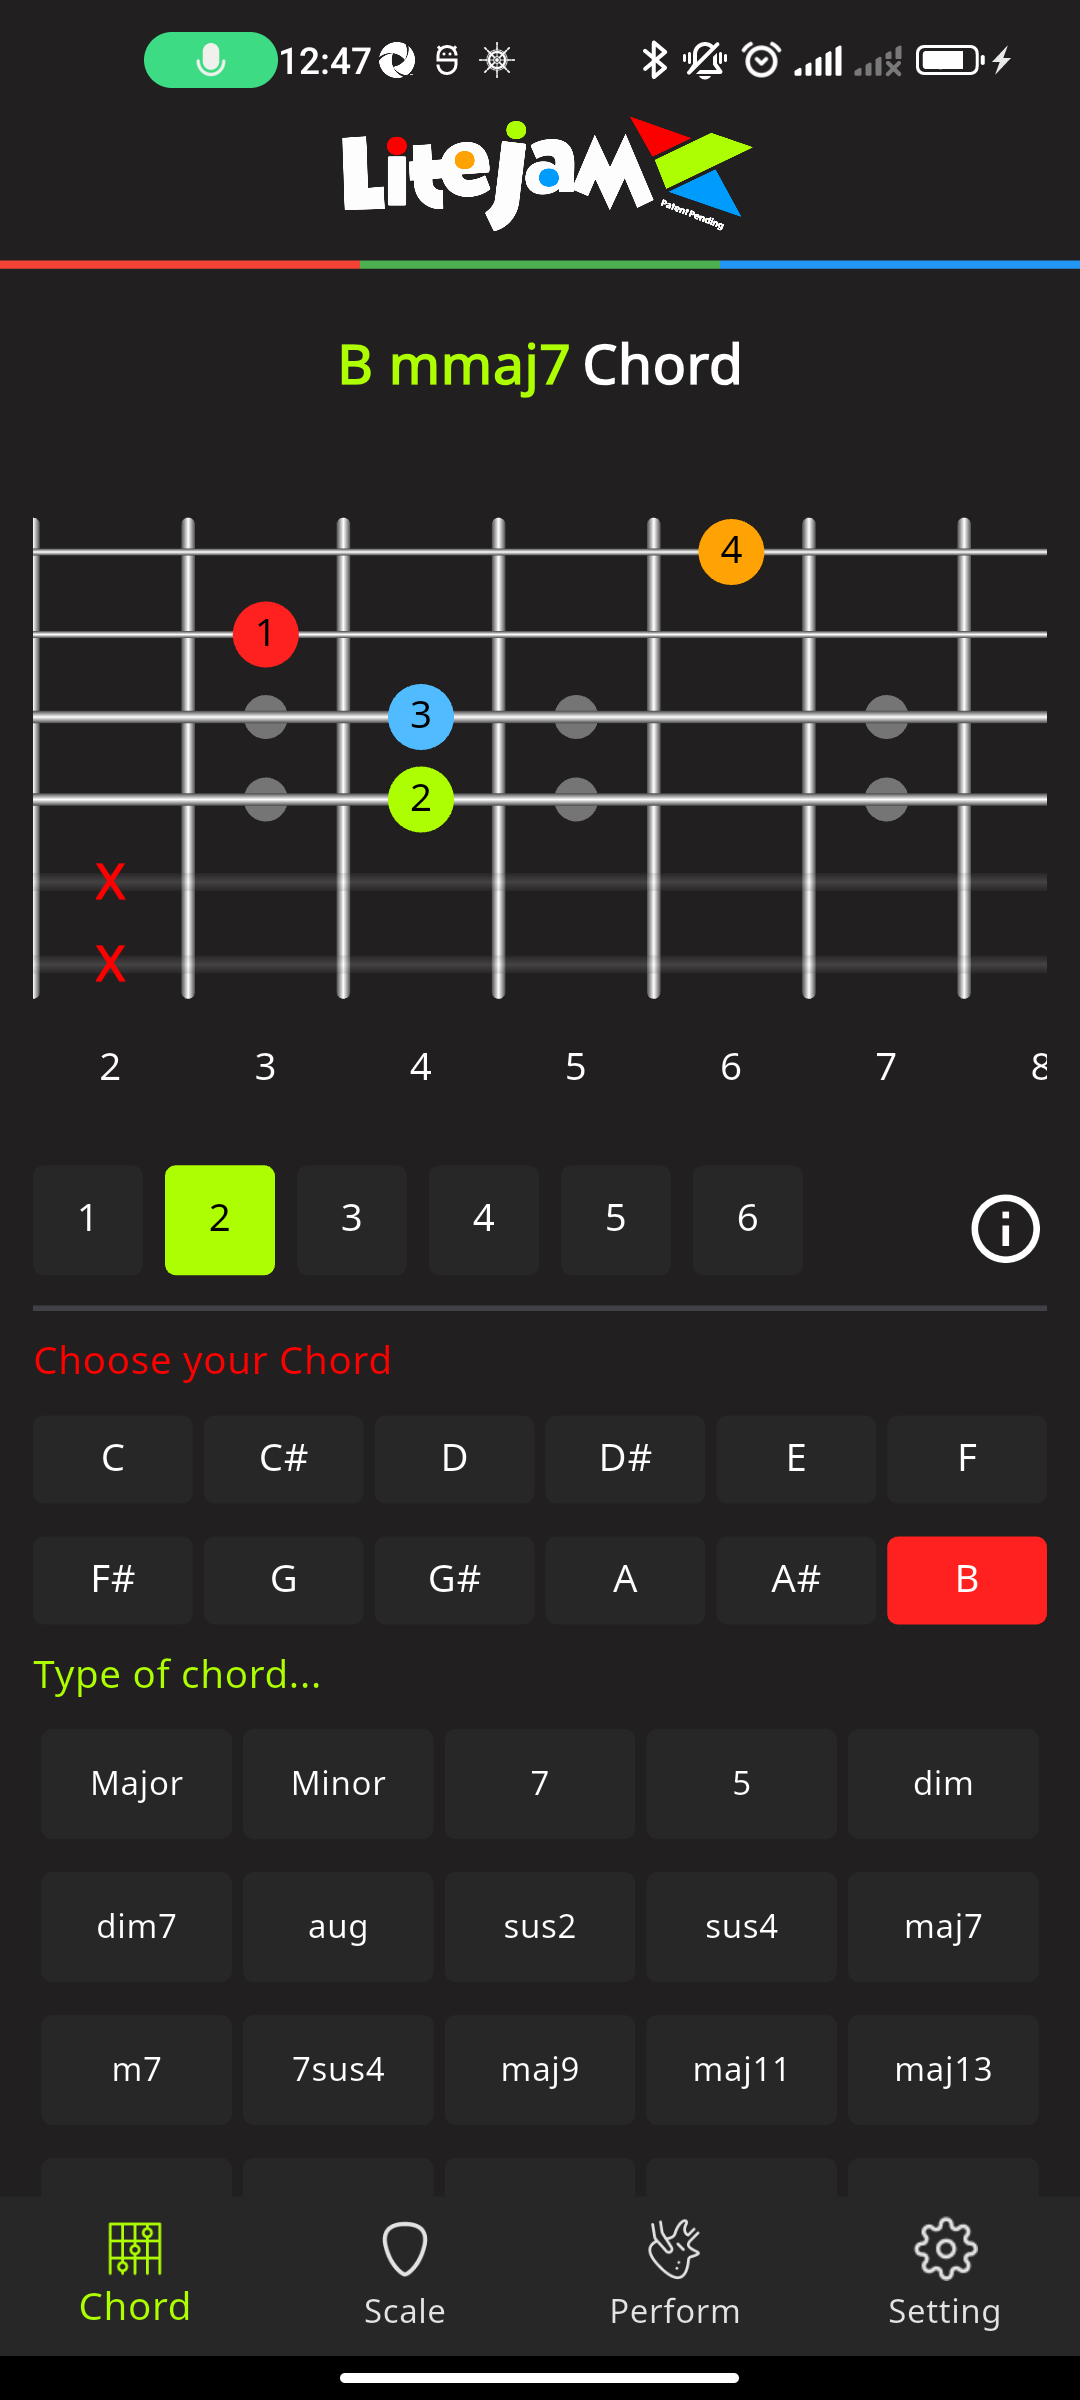 12:47
Litejam
Patent Pending
B mmaj7 Chord
4
1
3
2
X
X
2 3 4 5 6 7 8
1 2 3 4 5 6
Choose your Chord
C C# D D# E F
F# G G# A A# B
Type of chord...
Major Minor 7 5 dim
dim7 aug sus2 sus4 maj7
m7 7sus4 maj9 maj11 maj13
Chord Scale Perform Setting